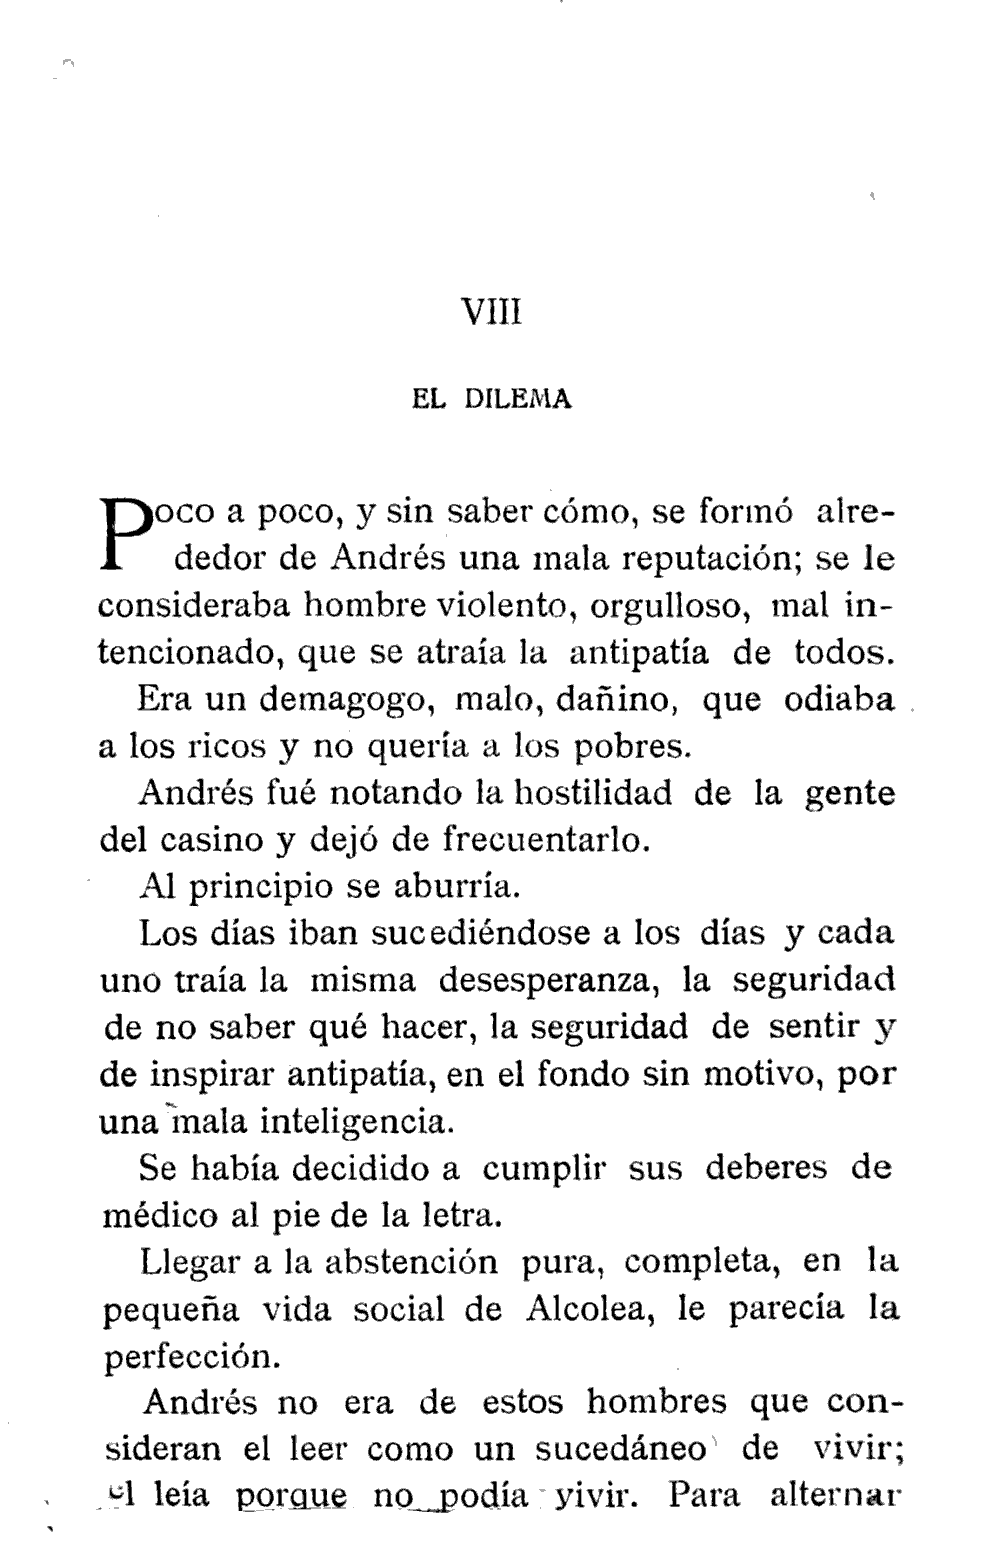 VIII
EL DILEMA
Poco a poco, y sin saber cómo, se formó alre-
dedor de Andrés una mala reputación; se le
consideraba hombre violento, orgulloso, mal in-
tencionado, que se atraía la antipatía de todos.
Era un demagogo, malo, dañino, que odiaba
a los ricos y no quería a los pobres.
Andrés fué notando la hostilidad de la gente
del casino y dejó de frecuentarlo.
Al principio se aburría.
Los días iban sucediéndose a los días y cada
uno traía la misma desesperanza, la seguridad
de no saber qué hacer, la seguridad de sentir y
de inspirar antipatía, en el fondo sin motivo, por
una mala inteligencia.
Se había decidido a cumplir sus deberes de
médico al pie de la letra.
Llegar a la abstención pura, completa, en la
pequeña vida social de Alcolea, le parecía la
perfección.
Andrés no era de estos hombres que con-
sideran el leer como un sucedáneo de vivir;
él leía porque no podía vivir. Para alternar